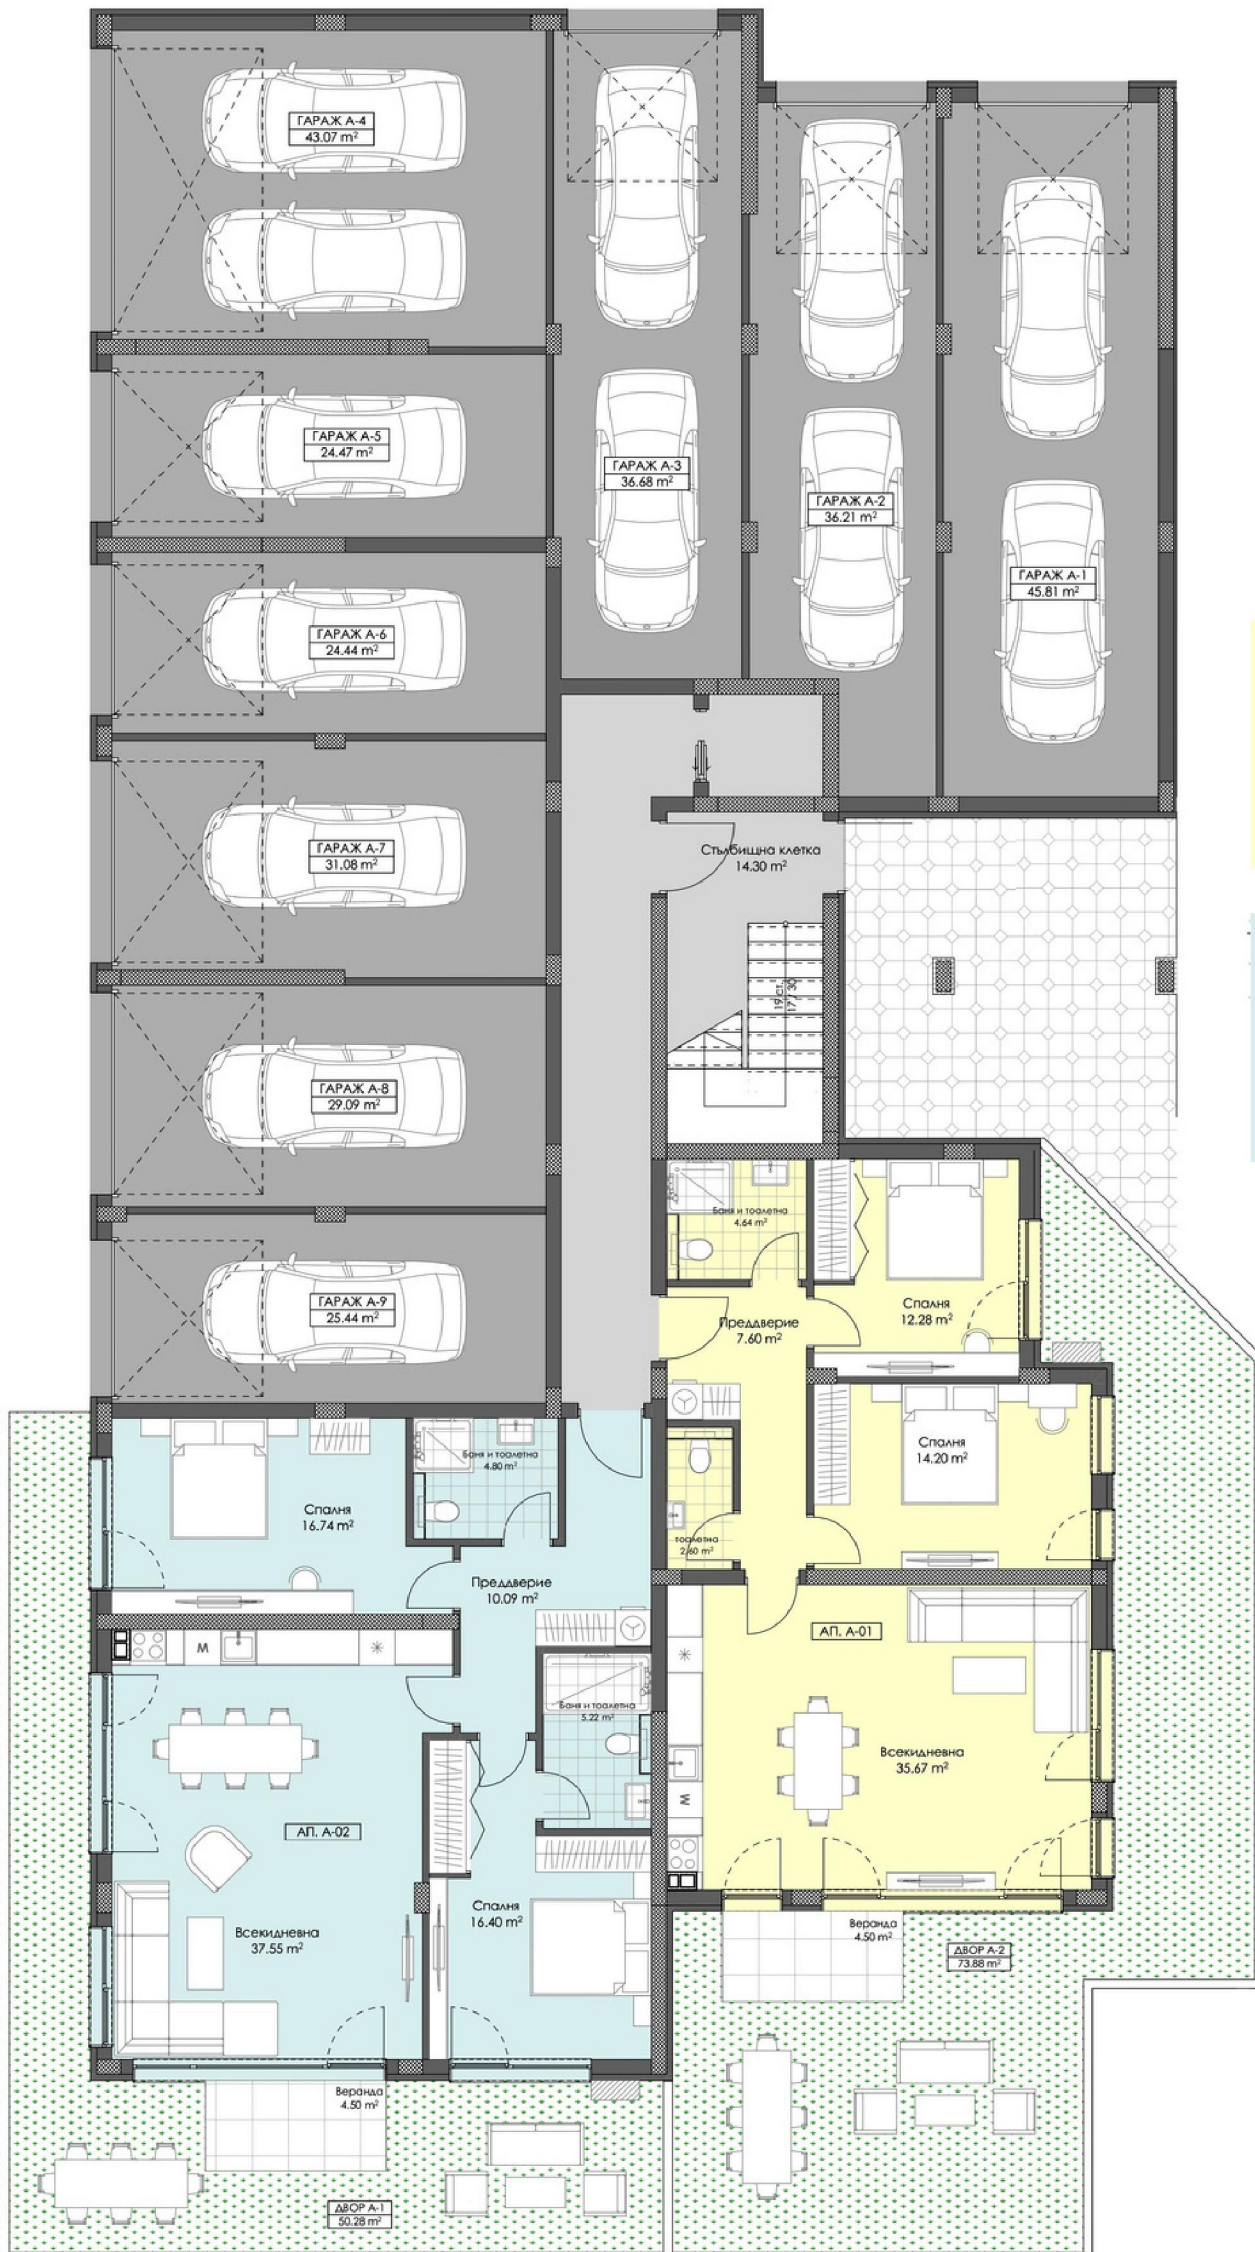 ГАРАЖ А-4
43.07 m²
ГАРАЖ А-5
24.47 m²
ГАРАЖ А-3
36.68 m²
ГАРАЖ А-2
36.21 m²
ГАРАЖ А-1
45.81 m²
ГАРАЖ А-6
24.44 m²
ГАРАЖ А-7
31.08 m²
Стълбищна клетка
14.30 m²
19 ст.
17 / 30
ГАРАЖ А-8
29.09 m²
Баня и тоалетна
4.64 m²
ГАРАЖ А-9
25.44 m²
Преддверие
7.60 m²
Спалня
12.28 m²
Спалня
14.20 m²
Баня и тоалетна
4.80 m²
Спалня
16.74 m²
тоалетна
2.60 m²
Преддверие
10.09 m²
АП. А-01
M
Баня и тоалетна
5.22 m²
Всекидневна
35.67 m²
M
АП. А-02
Спалня
16.40 m²
Всекидневна
37.55 m²
Веранда
4.50 m²
ДВОР А-2
73.88 m²
Веранда
4.50 m²
ДВОР А-1
50.28 m²